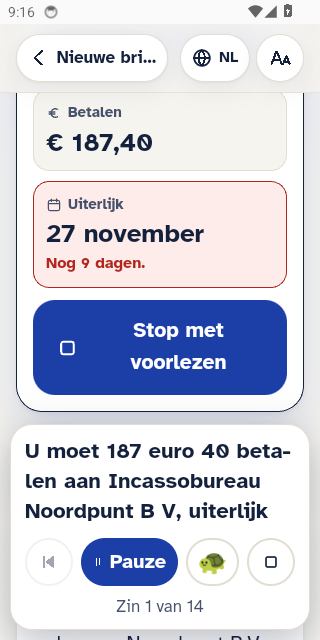 9:16
Nieuwe bri...
NL
AA
€ Betalen
€ 187,40
Uiterlijk
27 november
Nog 9 dagen.
Stop met
voorlezen
U moet 187 euro 40 beta-
len aan Incassobureau
Noordpunt B V, uiterlijk
Pauze
Zin 1 van 14